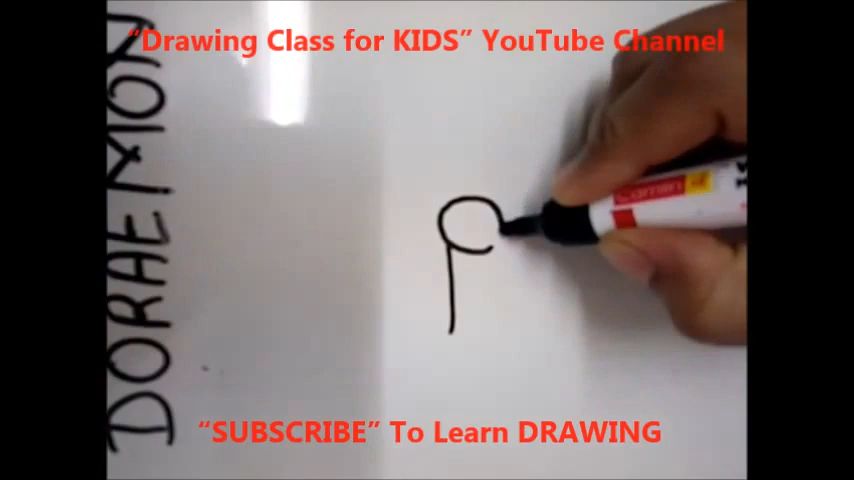 “Drawing Class for KIDS” YouTube Channel
DORAEMON
“SUBSCRIBE” To Learn DRAWING